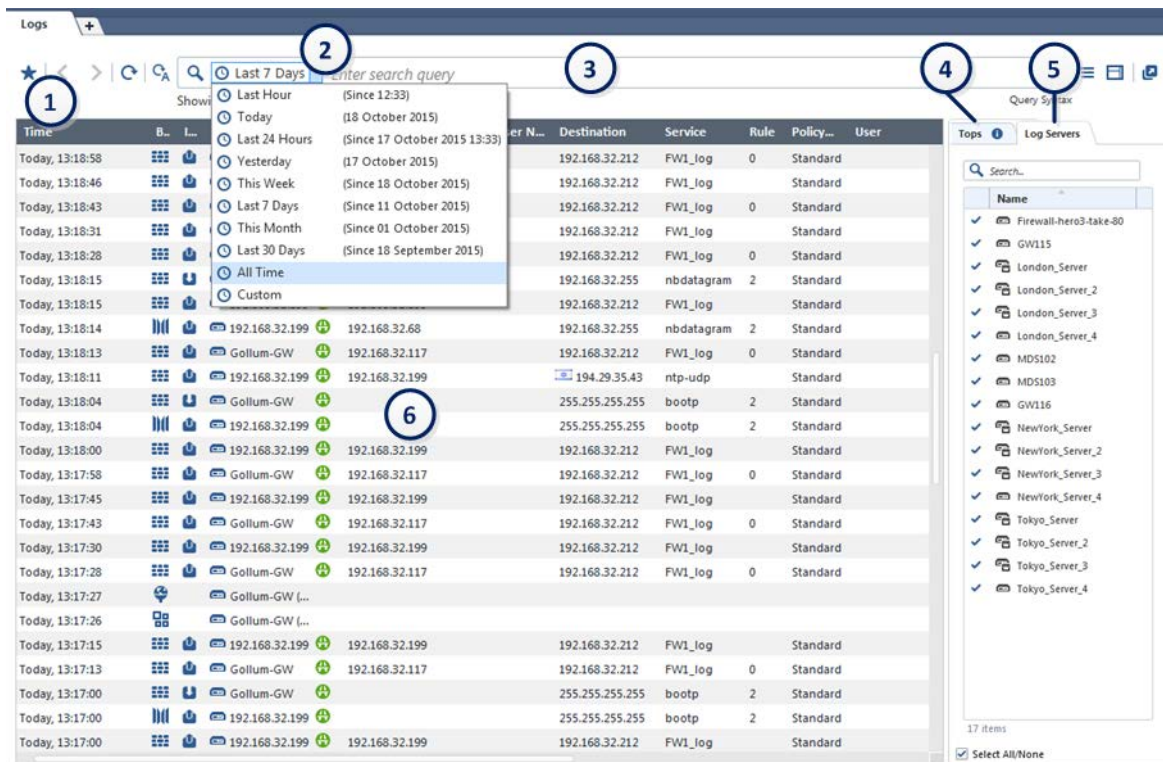 Logs +
2
3
4
5
Last 7 Days
Enter search query
1
Last Hour (Since 12:33)
Showi
Query Syntax
Today (18 October 2015)
Time B.. I... er N... Destination Service Rule Policy... User
Last 24 Hours (Since 17 October 2015 13:33)
Tops Log Servers
Yesterday (17 October 2015)
This Week (Since 18 October 2015)
Last 7 Days (Since 11 October 2015)
This Month (Since 01 October 2015)
Last 30 Days (Since 18 September 2015)
All Time
Custom
Today, 13:18:58 192.168.32.212 FW1_log 0 Standard
Today, 13:18:46 192.168.32.212 FW1_log Standard
Today, 13:18:43 192.168.32.212 FW1_log 0 Standard
Today, 13:18:31 192.168.32.212 FW1_log Standard
Today, 13:18:28 192.168.32.212 FW1_log 0 Standard
Today, 13:18:15 192.168.32.255 nbdatagram 2 Standard
Today, 13:18:15 192.168.32.212 FW1_log Standard
Today, 13:18:14 192.168.32.199 192.168.32.68 192.168.32.255 nbdatagram 2 Standard
Today, 13:18:13 Gollum-GW 192.168.32.117 192.168.32.212 FW1_log 0 Standard
Today, 13:18:11 192.168.32.199 192.168.32.199 194.29.35.43 ntp-udp Standard
Today, 13:18:04 Gollum-GW 255.255.255.255 bootp 2 Standard
6
Today, 13:18:04 192.168.32.199 255.255.255.255 bootp 2 Standard
Today, 13:18:00 192.168.32.199 192.168.32.199 192.168.32.212 FW1_log Standard
Today, 13:17:58 Gollum-GW 192.168.32.117 192.168.32.212 FW1_log 0 Standard
Today, 13:17:45 192.168.32.199 192.168.32.199 192.168.32.212 FW1_log Standard
Today, 13:17:43 Gollum-GW 192.168.32.117 192.168.32.212 FW1_log 0 Standard
Today, 13:17:30 192.168.32.199 192.168.32.199 192.168.32.212 FW1_log Standard
Today, 13:17:28 Gollum-GW 192.168.32.117 192.168.32.212 FW1_log 0 Standard
Today, 13:17:27 Gollum-GW (...
Today, 13:17:26 Gollum-GW (...
Today, 13:17:15 192.168.32.199 192.168.32.199 192.168.32.212 FW1_log Standard
Today, 13:17:13 Gollum-GW 192.168.32.117 192.168.32.212 FW1_log 0 Standard
Today, 13:17:00 Gollum-GW 255.255.255.255 bootp 2 Standard
Today, 13:17:00 192.168.32.199 255.255.255.255 bootp 2 Standard
Today, 13:17:00 192.168.32.199 192.168.32.199 192.168.32.212 FW1_log Standard
Search...
Name
Firewall-hero3-take-80
GW115
London_Server
London_Server_2
London_Server_3
London_Server_4
MDS102
MDS103
GW116
NewYork_Server
NewYork_Server_2
NewYork_Server_3
NewYork_Server_4
Tokyo_Server
Tokyo_Server_2
Tokyo_Server_3
Tokyo_Server_4
17 items
Select All/None